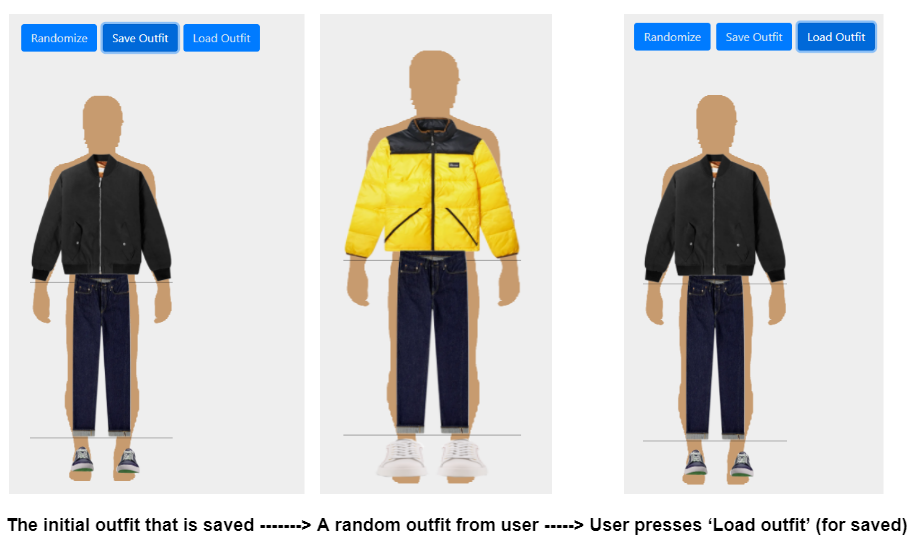 Randomize Save Outfit Load Outfit
Randomize Save Outfit Load Outfit
The initial outfit that is saved -------> A random outfit from user -----> User presses ‘Load outfit’ (for saved)